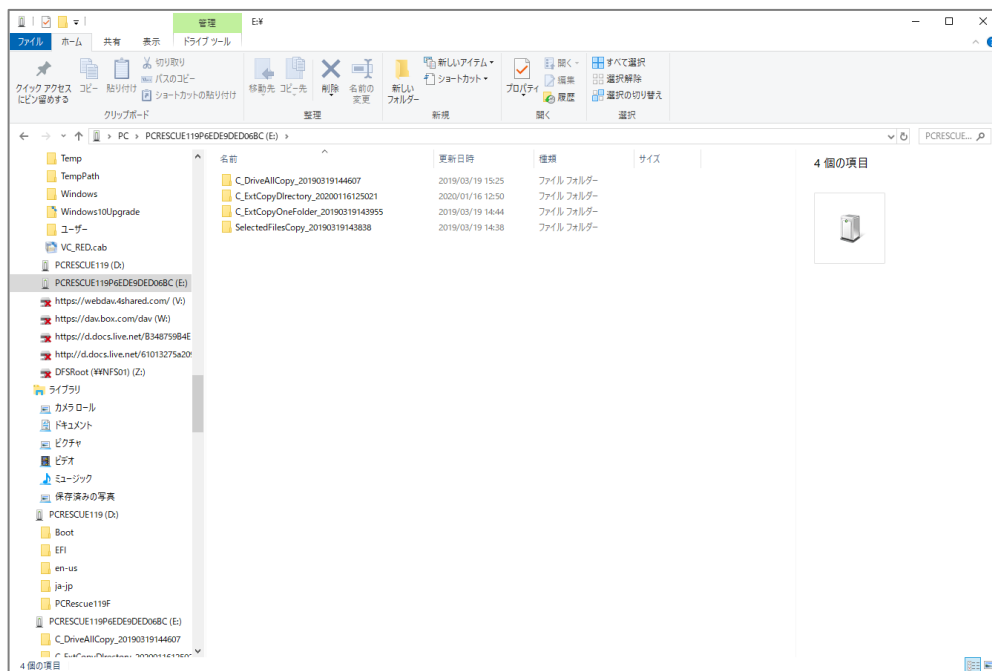 管理 E:¥
ファイル ホーム 共有 表示 ドライブ ツール
クイック アクセスにピン留めする
コピー
貼り付け
切り取り
パスのコピー
ショートカットの貼り付け
クリップボード
移動先
コピー先
削除
名前の変更
整理
新しいフォルダー
新しいアイテム
ショートカット
新規
プロパティ
開く
編集
履歴
開く
すべて選択
選択解除
選択の切り替え
選択
PC › PCRESCUE119P6EDE9DED06BC (E:) ›
PCRESCUE...
Temp
TempPath
Windows
Windows10Upgrade
ユーザー
VC_RED.cab
PCRESCUE119 (D:)
PCRESCUE119P6EDE9DED06BC (E:)
https://webdav.4shared.com/ (V:)
https://dav.box.com/dav (W:)
https://d.docs.live.net/B348759B4E
http://d.docs.live.net/61013275a20
DFSRoot (¥¥NFS01) (Z:)
ライブラリ
カメラ ロール
ドキュメント
ピクチャ
ビデオ
ミュージック
保存済みの写真
PCRESCUE119 (D:)
Boot
EFI
en-us
ja-jp
PCRescue119F
PCRESCUE119P6EDE9DED06BC (E:)
C_DriveAllCopy_20190319144607
名前 更新日時 種類 サイズ
C_DriveAllCopy_20190319144607 2019/03/19 15:25 ファイル フォルダー
C_ExtCopyDIrectory_20200116125021 2020/01/16 12:50 ファイル フォルダー
C_ExtCopyOneFolder_20190319143955 2019/03/19 14:44 ファイル フォルダー
SelectedFilesCopy_20190319143838 2019/03/19 14:38 ファイル フォルダー
4 個の項目
4 個の項目